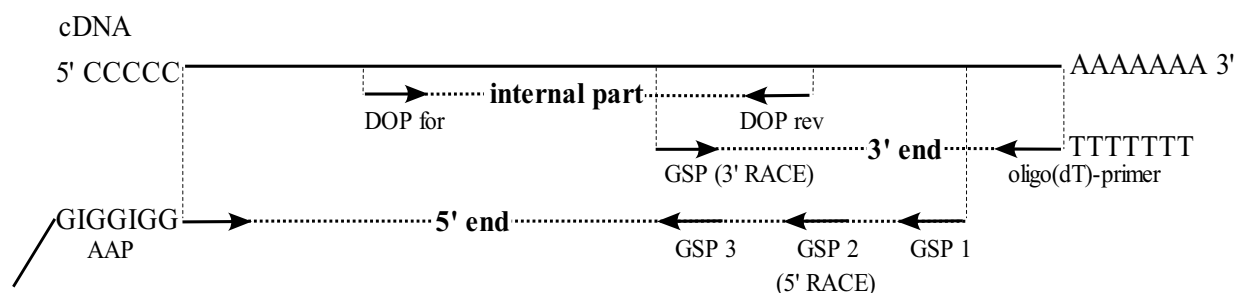 cDNA
5' CCCCC AAAAAAA 3'
internal part
DOP for DOP rev
3' end TTTTTTT
GSP (3' RACE) oligo(dT)-primer
GIGGIGG 5' end
AAP GSP 3 GSP 2 GSP 1
(5' RACE)